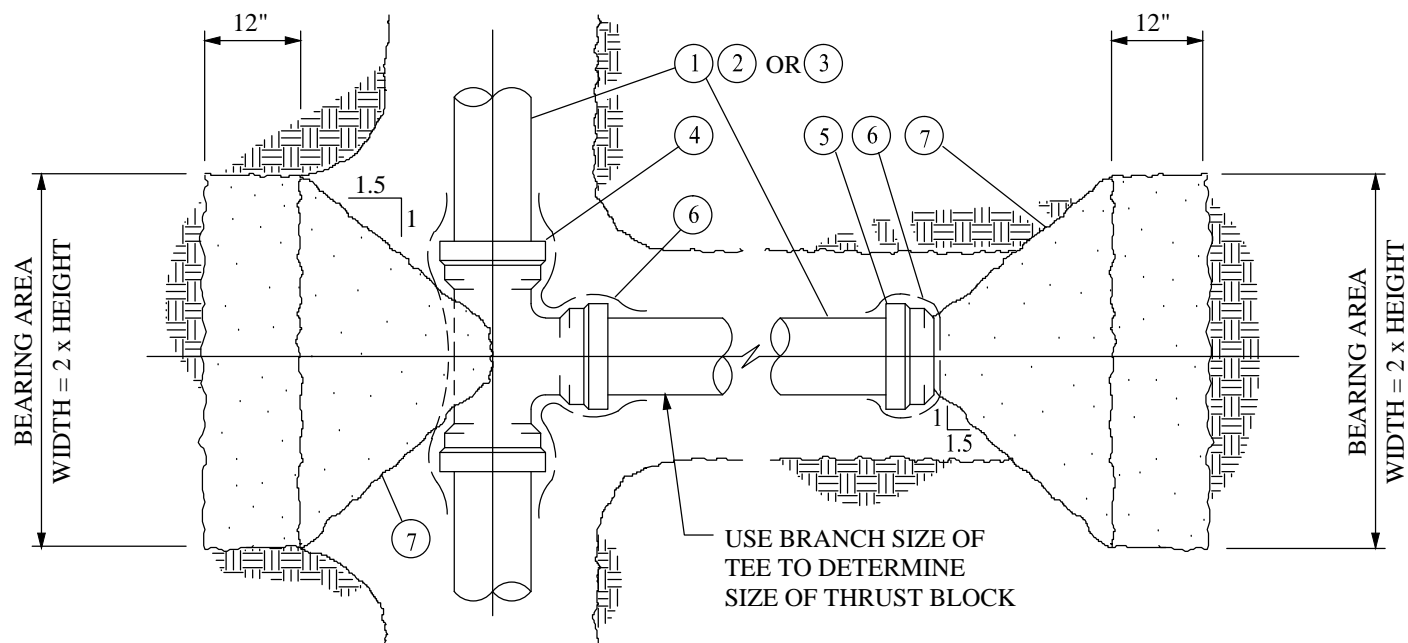 12"
12"
1 2 OR 3
4
5 6 7
1.5
1
6
BEARING AREA
WIDTH = 2 x HEIGHT
BEARING AREA
WIDTH = 2 x HEIGHT
1
1.5
7
USE BRANCH SIZE OF
TEE TO DETERMINE
SIZE OF THRUST BLOCK